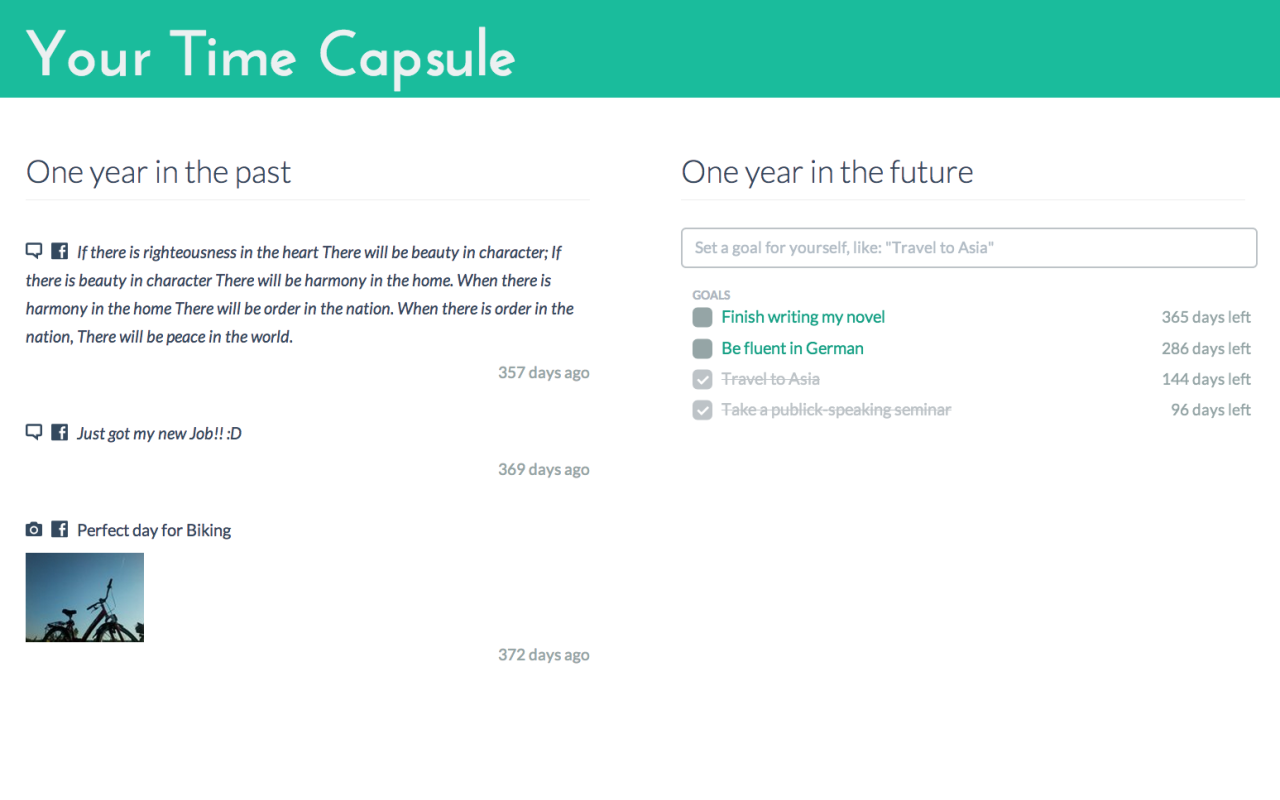 Your Time Capsule
One year in the past
If there is righteousness in the heart There will be beauty in character; If
there is beauty in character There will be harmony in the home. When there is
harmony in the home There will be order in the nation. When there is order in the
nation, There will be peace in the world.
357 days ago
Just got my new Job!! :D
369 days ago
Perfect day for Biking
372 days ago
One year in the future
Set a goal for yourself, like: "Travel to Asia"
GOALS
Finish writing my novel 365 days left
Be fluent in German 286 days left
Travel to Asia 144 days left
Take a publick-speaking seminar 96 days left